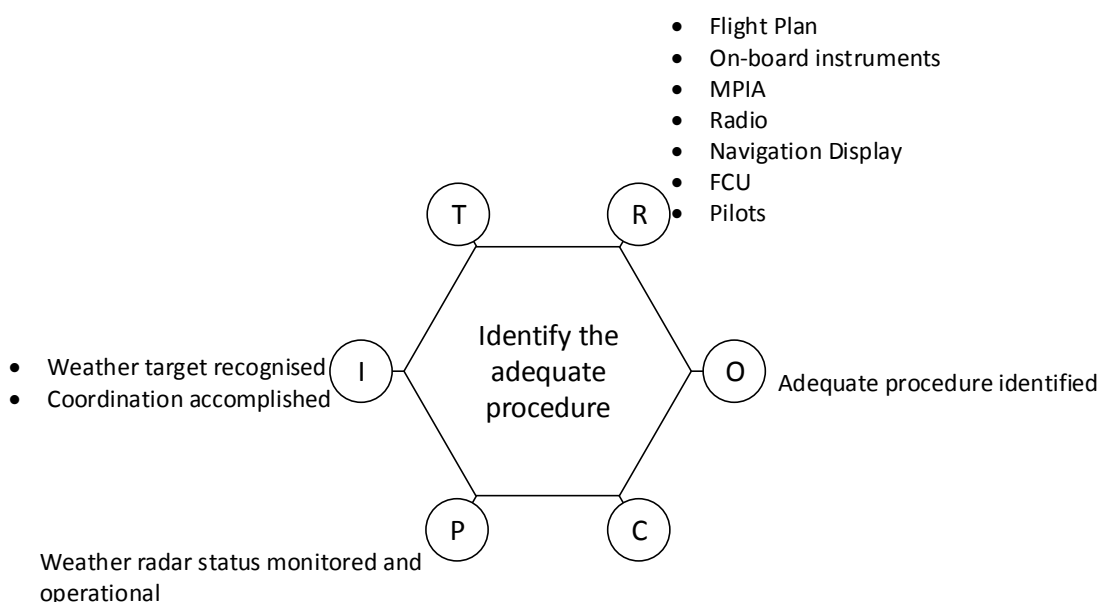 • Flight Plan
• On-board instruments
• MPIA
• Radio
• Navigation Display
• FCU
• Pilots
T
R
Identify the
adequate
procedure
• Weather target recognised
• Coordination accomplished
I
O
Adequate procedure identified
P
C
Weather radar status monitored and
operational